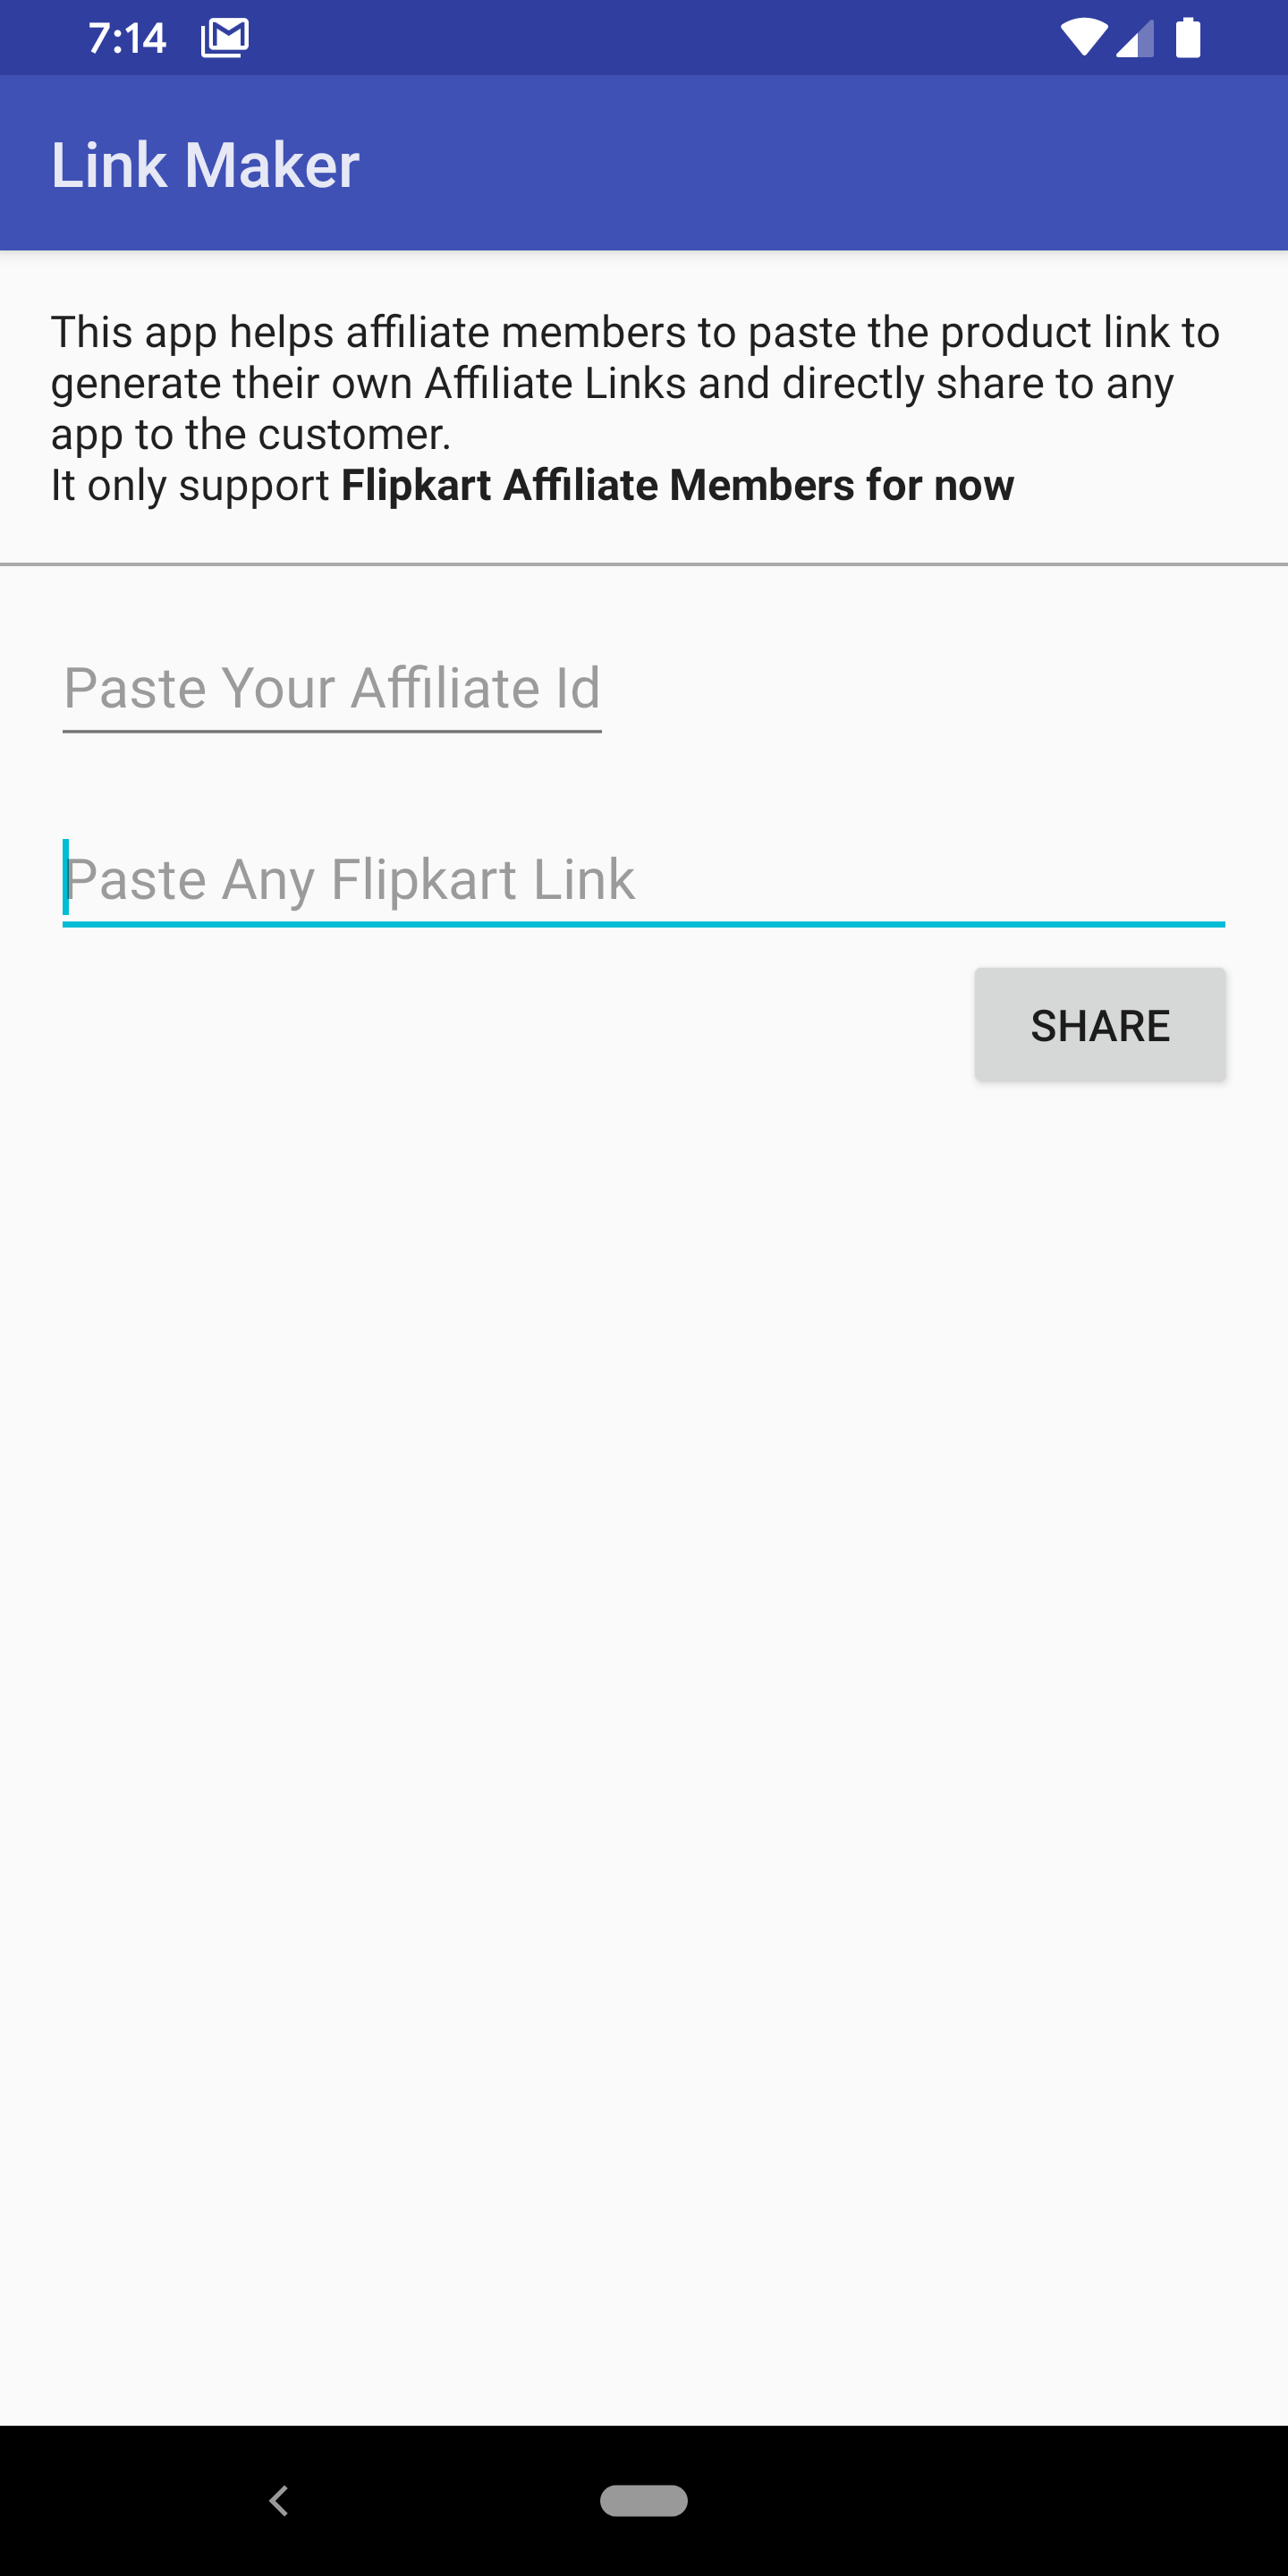 7:14
Link Maker
This app helps affiliate members to paste the product link to
generate their own Affiliate Links and directly share to any
app to the customer.
It only support Flipkart Affiliate Members for now
Paste Your Affiliate Id
Paste Any Flipkart Link
SHARE